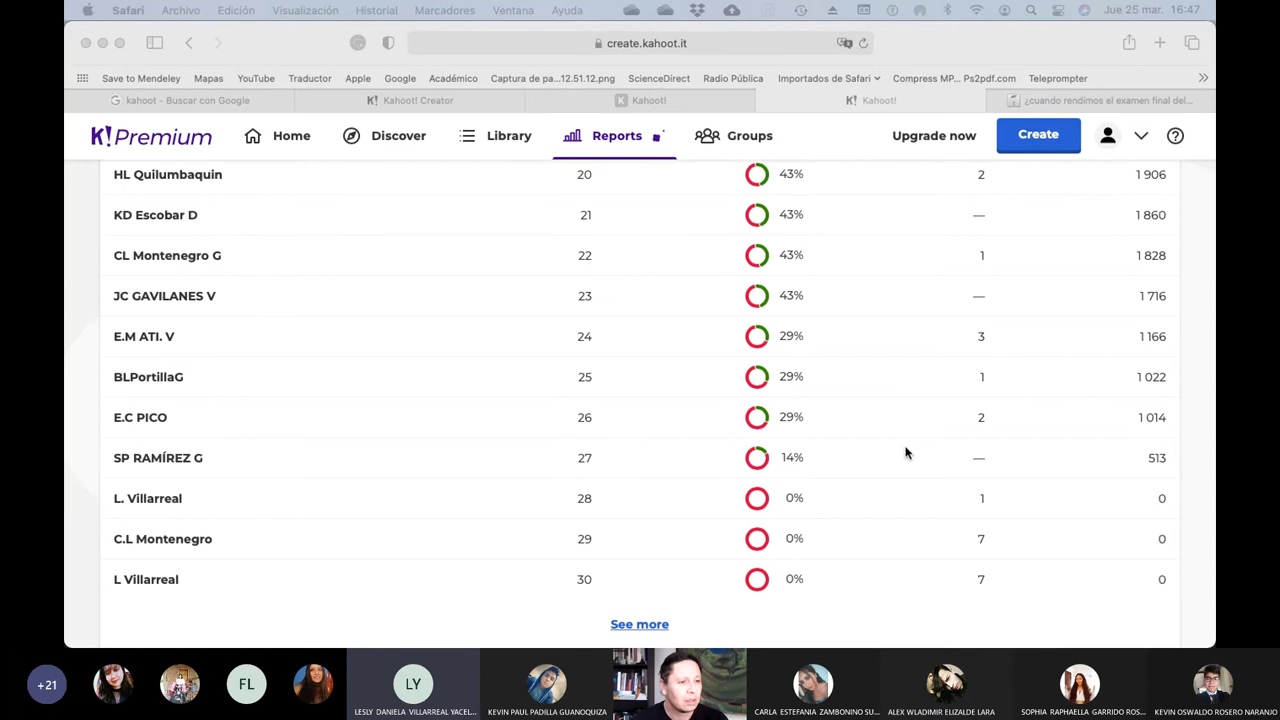 Safari Archivo Edición Visualización Historial Marcadores Ventana Ayuda Jue 25 mar. 16:47
create.kahoot.it
Save to Mendeley Mapas YouTube Traductor Apple Google Académico Captura de pa...12.51.12.png ScienceDirect Radio Pública Importados de Safari Compress MP... Ps2pdf.com Teleprompter
kahoot - Buscar con Google Kahoot! Creator Kahoot! Kahoot! ¿cuando rendimos el examen final del...
K! Premium Home Discover Library Reports Groups Upgrade now Create
HL Quilumbaquin 20 43% 2 1 906
KD Escobar D 21 43% — 1 860
CL Montenegro G 22 43% 1 1 828
JC GAVILANES V 23 43% — 1 716
E.M ATI. V 24 29% 3 1 166
BLPortillaG 25 29% 1 1 022
E.C PICO 26 29% 2 1 014
SP RAMÍREZ G 27 14% — 513
L. Villarreal 28 0% 1 0
C.L Montenegro 29 0% 7 0
L Villarreal 30 0% 7 0
See more
+21 FL LY
LESLY DANIELA VILLARREAL YACEL... KEVIN PAUL PADILLA GUANOQUIZA CARLA ESTEFANIA ZAMBONINO SU... ALEX WLADIMIR ELIZALDE LARA SOPHIA RAPHAELLA GARRIDO ROS... KEVIN OSWALDO ROSERO NARANJO